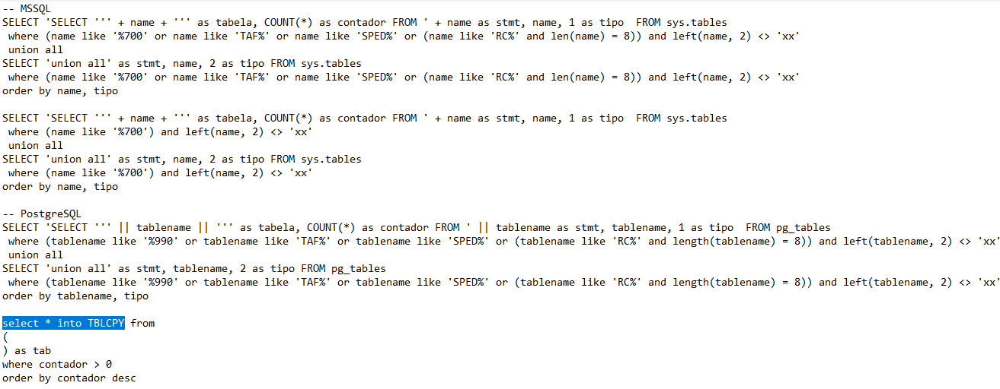 -- MSSQL
SELECT 'SELECT ''' + name + ''' as tabela, COUNT(*) as contador FROM ' + name as stmt, name, 1 as tipo  FROM sys.tables
 where (name like '%700' or name like 'TAF%' or name like 'SPED%' or (name like 'RC%' and len(name) = 8)) and left(name, 2) <> 'xx'
 union all
SELECT 'union all' as stmt, name, 2 as tipo FROM sys.tables
 where (name like '%700' or name like 'TAF%' or name like 'SPED%' or (name like 'RC%' and len(name) = 8)) and left(name, 2) <> 'xx'
order by name, tipo

SELECT 'SELECT ''' + name + ''' as tabela, COUNT(*) as contador FROM ' + name as stmt, name, 1 as tipo  FROM sys.tables
 where (name like '%700') and left(name, 2) <> 'xx'
 union all
SELECT 'union all' as stmt, name, 2 as tipo FROM sys.tables
 where (name like '%700') and left(name, 2) <> 'xx'
order by name, tipo

-- PostgreSQL
SELECT 'SELECT ''' || tablename || ''' as tabela, COUNT(*) as contador FROM ' || tablename as stmt, tablename, 1 as tipo  FROM pg_tables
 where (tablename like '%990' or tablename like 'TAF%' or tablename like 'SPED%' or (tablename like 'RC%' and length(tablename) = 8)) and left(tablename, 2) <> 'xx'
 union all
SELECT 'union all' as stmt, tablename, 2 as tipo FROM pg_tables
 where (tablename like '%990' or tablename like 'TAF%' or tablename like 'SPED%' or (tablename like 'RC%' and length(tablename) = 8)) and left(tablename, 2) <> 'xx'
order by tablename, tipo

select * into TBLCPY from
(
) as tab
where contador > 0
order by contador desc